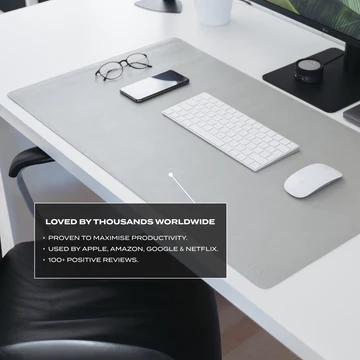 LOVED BY THOUSANDS WORLDWIDE
• PROVEN TO MAXIMISE PRODUCTIVITY.
• USED BY APPLE, AMAZON, GOOGLE & NETFLIX.
• 100+ POSITIVE REVIEWS.